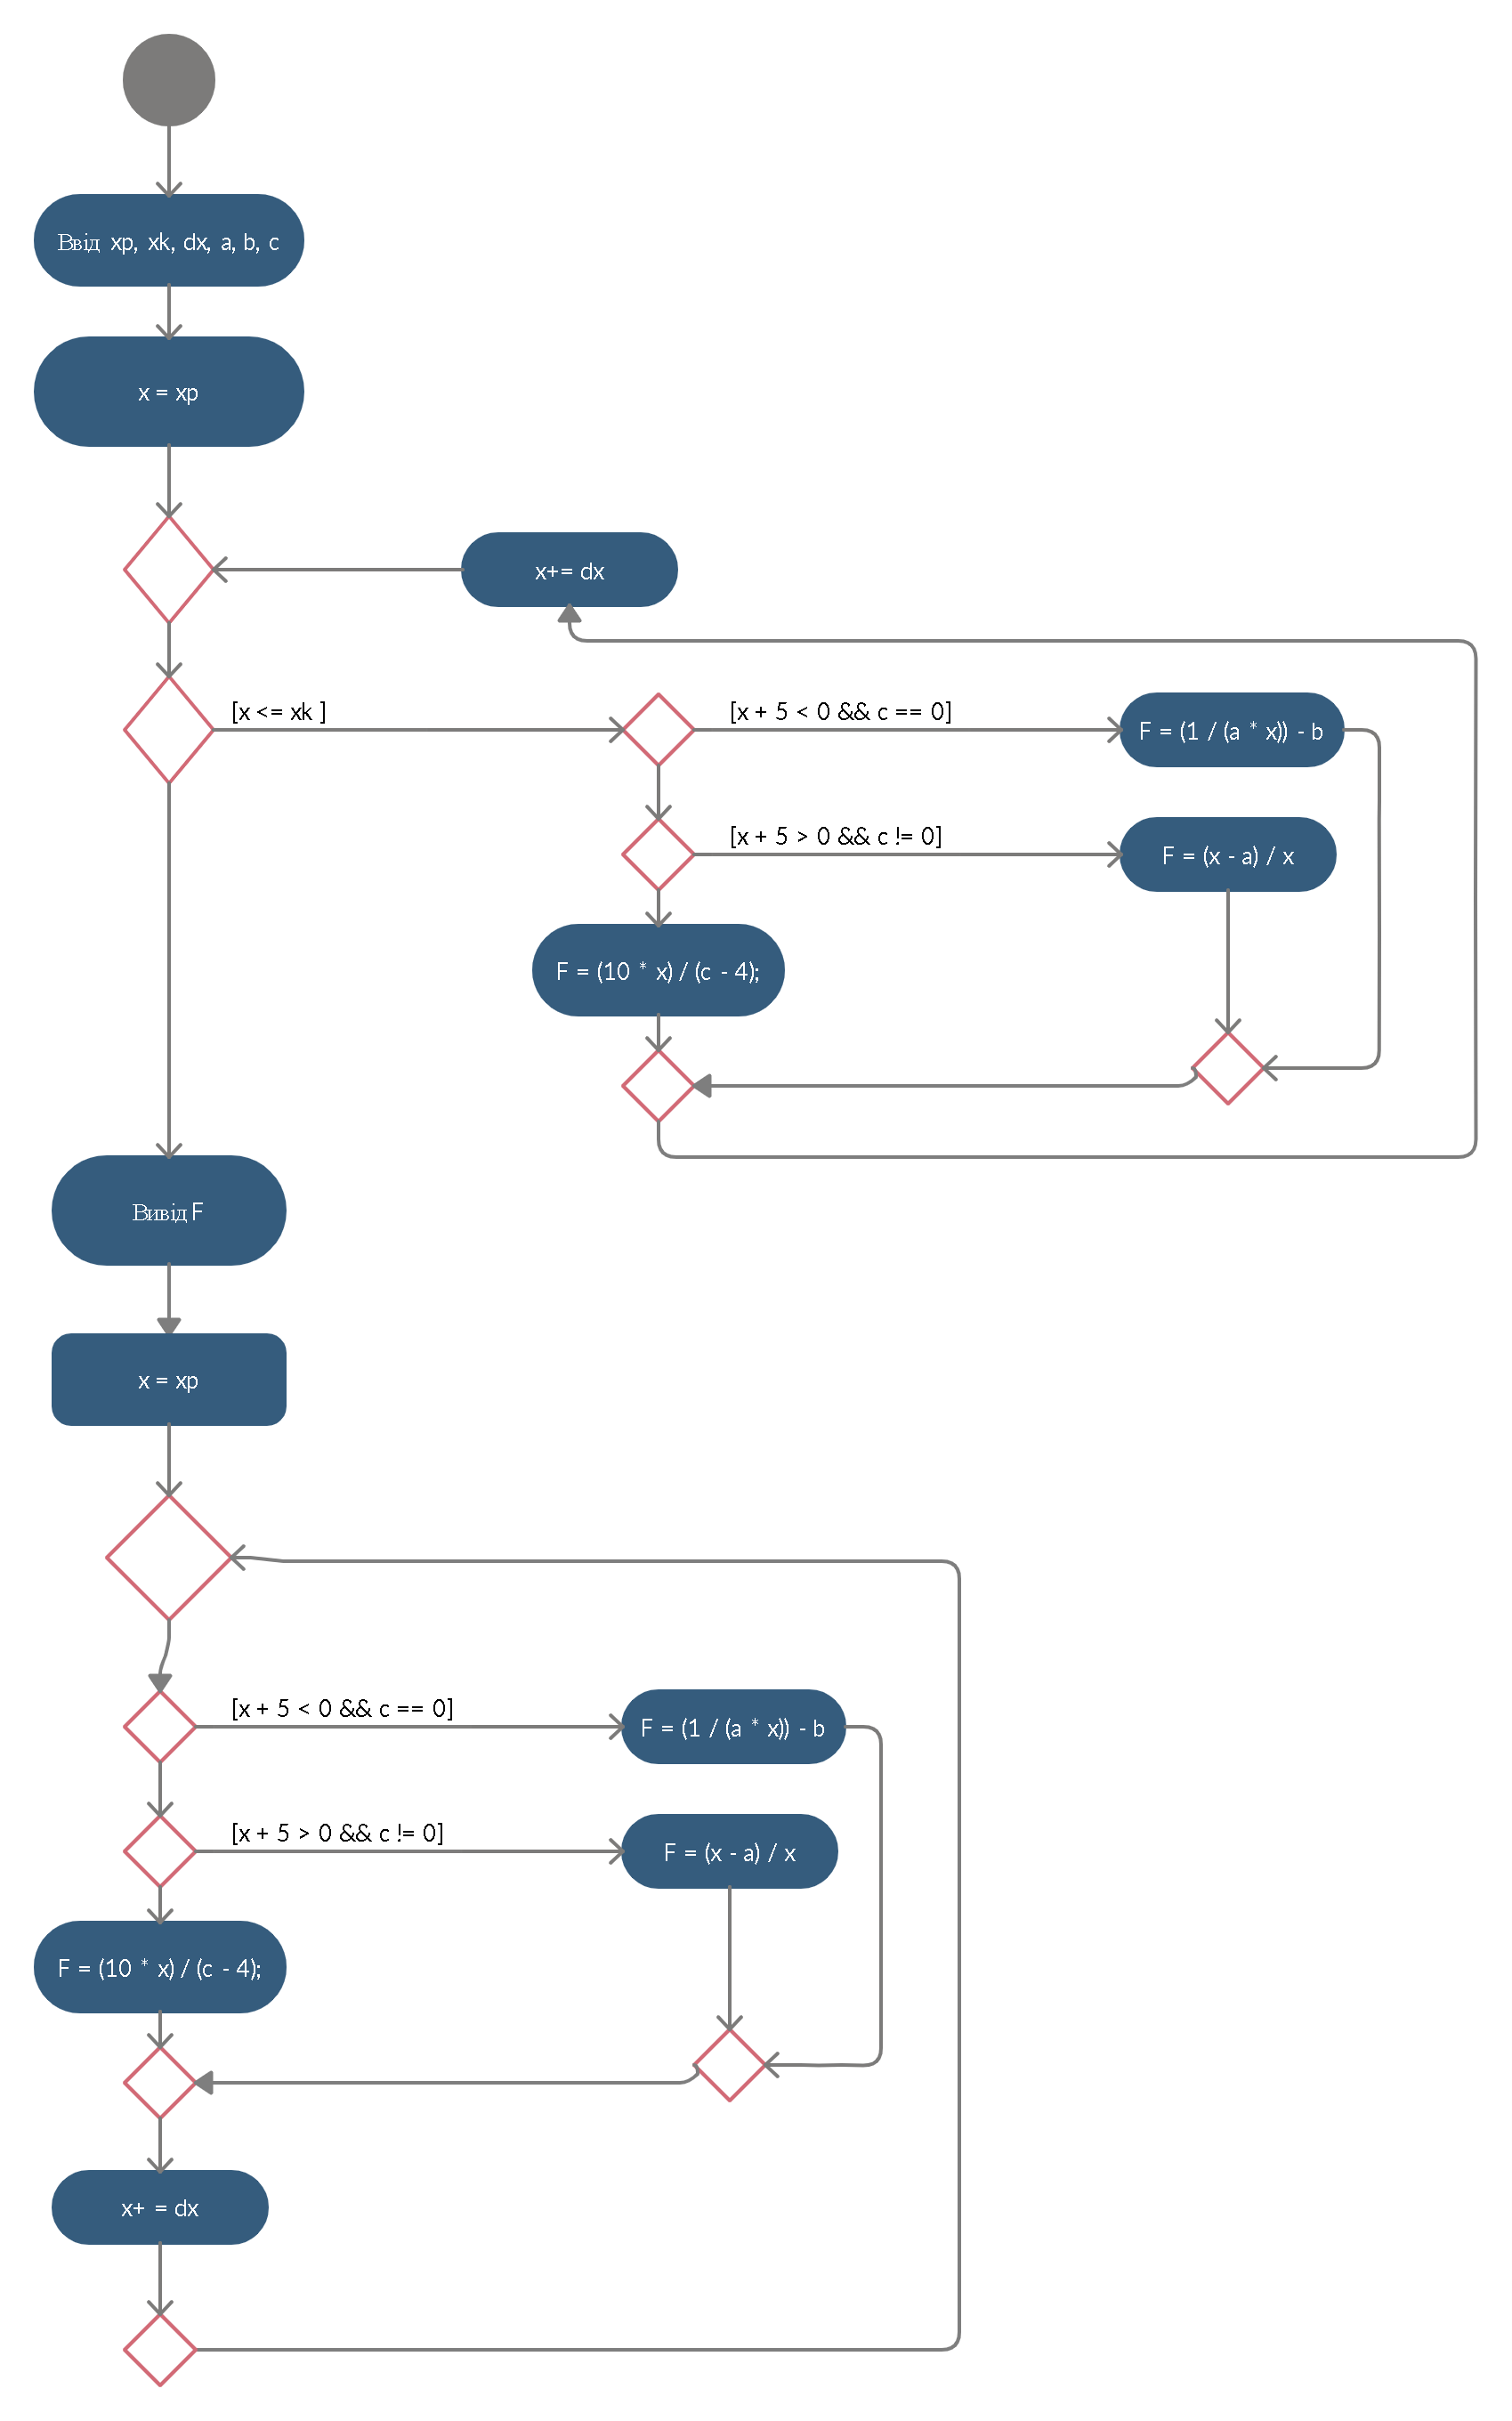 Ввід xp, xk, dx, a, b, c
x = xp
x+= dx
[x <= xk ]
[x + 5 < 0 && c == 0]
F = (1 / (a * x)) - b
[x + 5 > 0 && c != 0]
F = (x - a) / x
F = (10 * x) / (c - 4);
Вивід F
x = xp
[x + 5 < 0 && c == 0]
F = (1 / (a * x)) - b
[x + 5 > 0 && c != 0]
F = (x - a) / x
F = (10 * x) / (c - 4);
x+ = dx